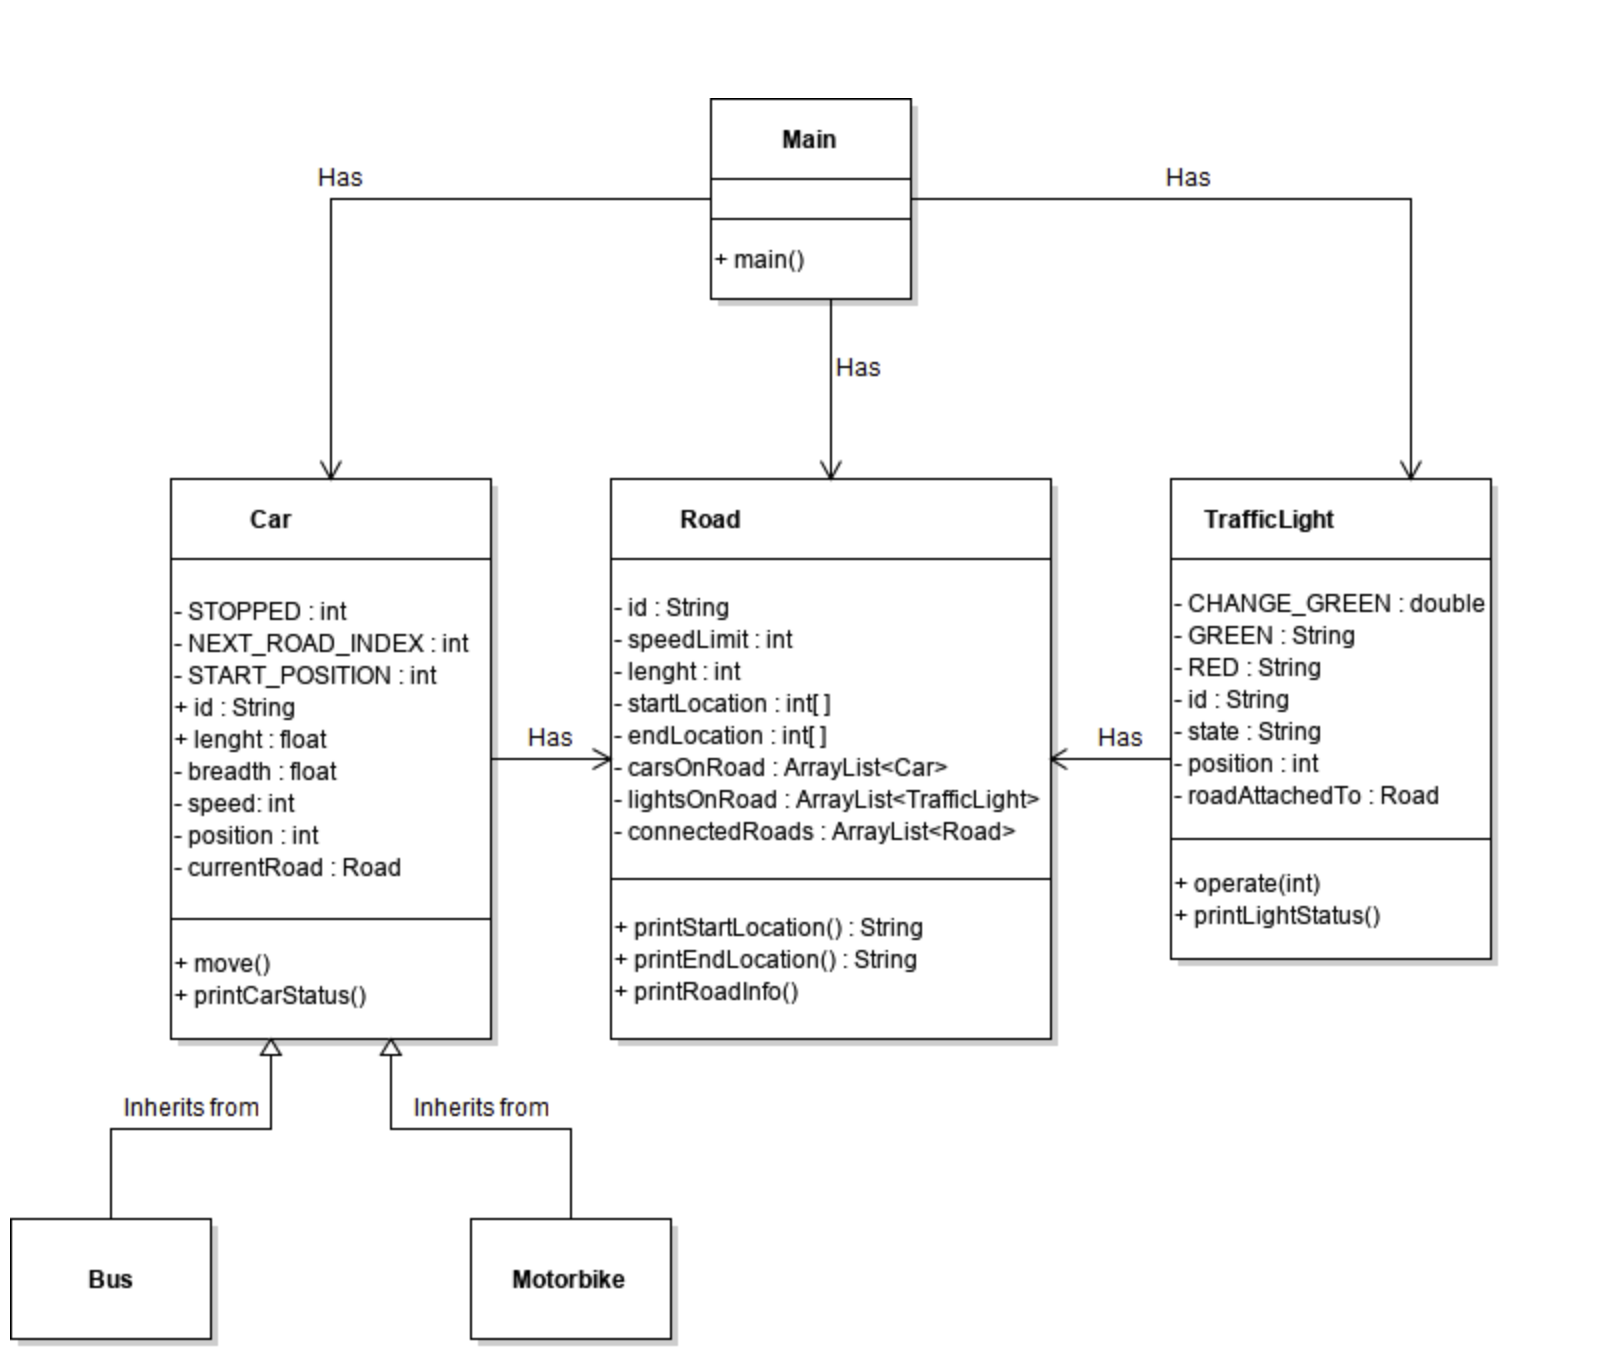 Main
Has
Has
+ main()
Has
Car
- STOPPED : int
- NEXT_ROAD_INDEX : int
- START_POSITION : int
+ id : String
+ lenght : float
- breadth : float
- speed: int
- position : int
- currentRoad : Road
+ move()
+ printCarStatus()
Has
Road
- id : String
- speedLimit : int
- lenght : int
- startLocation : int[ ]
- endLocation : int[ ]
- carsOnRoad : ArrayList<Car>
- lightsOnRoad : ArrayList<TrafficLight>
- connectedRoads : ArrayList<Road>
+ printStartLocation() : String
+ printEndLocation() : String
+ printRoadInfo()
Has
TrafficLight
- CHANGE_GREEN : double
- GREEN : String
- RED : String
- id : String
- state : String
- position : int
- roadAttachedTo : Road
+ operate(int)
+ printLightStatus()
Inherits from
Inherits from
Bus
Motorbike